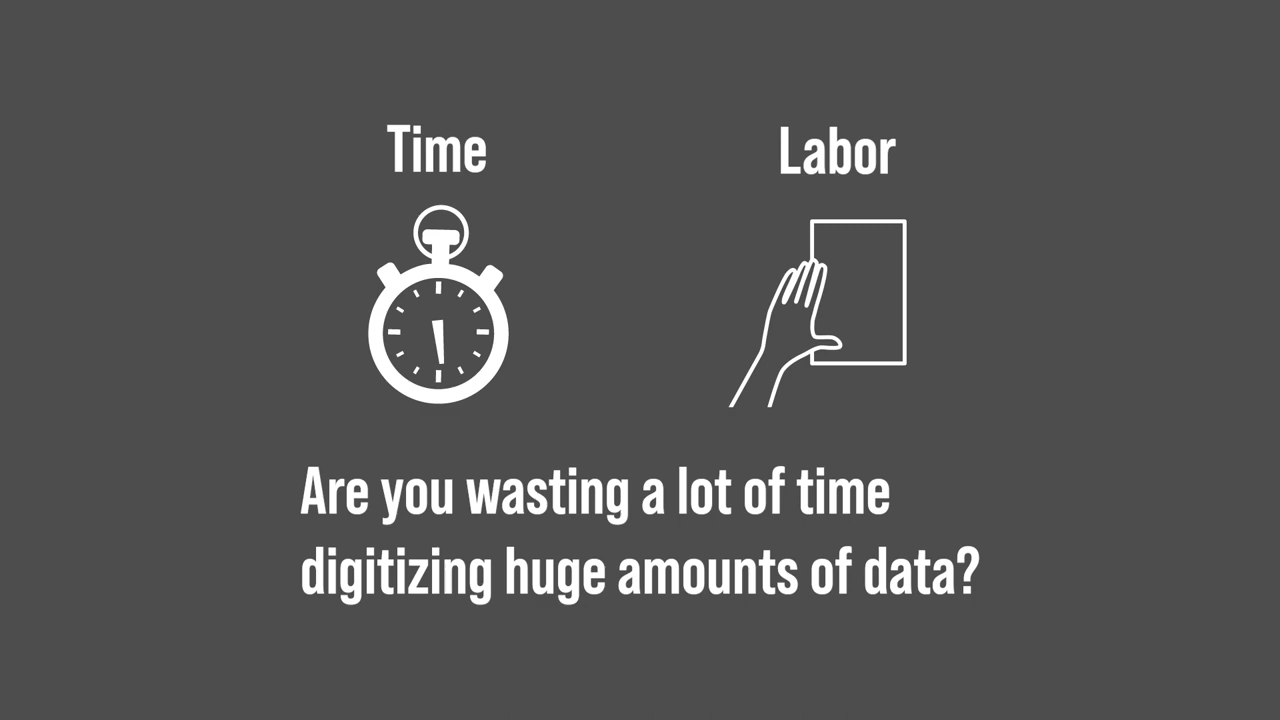 Time
Labor
Are you wasting a lot of time
digitizing huge amounts of data?